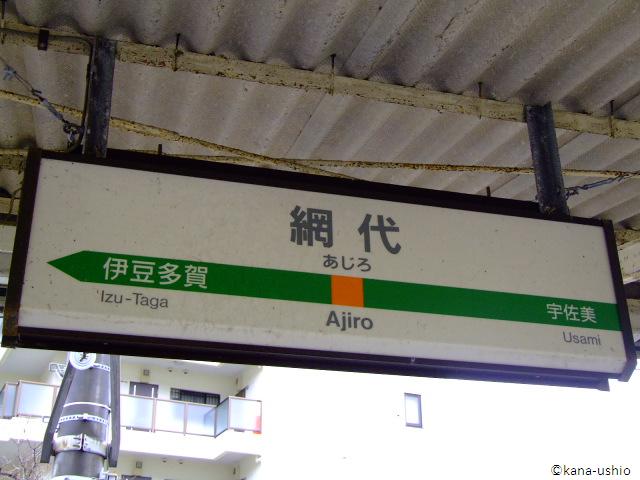 網代
あじろ
伊豆多賀
宇佐美
Izu-Taga
Ajiro
Usami
©kana-ushio